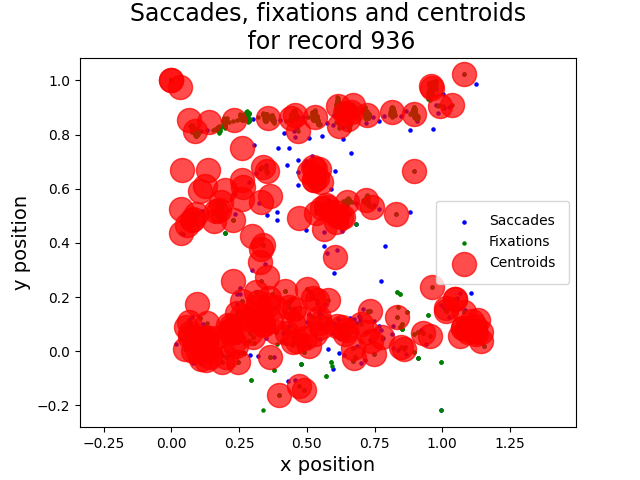 Saccades, fixations and centroids
for record 936
y position
1.0
0.8
0.6
0.4
0.2
0.0
−0.2
Saccades
Fixations
Centroids
−0.25
0.00
0.25
0.50
0.75
1.00
1.25
x position